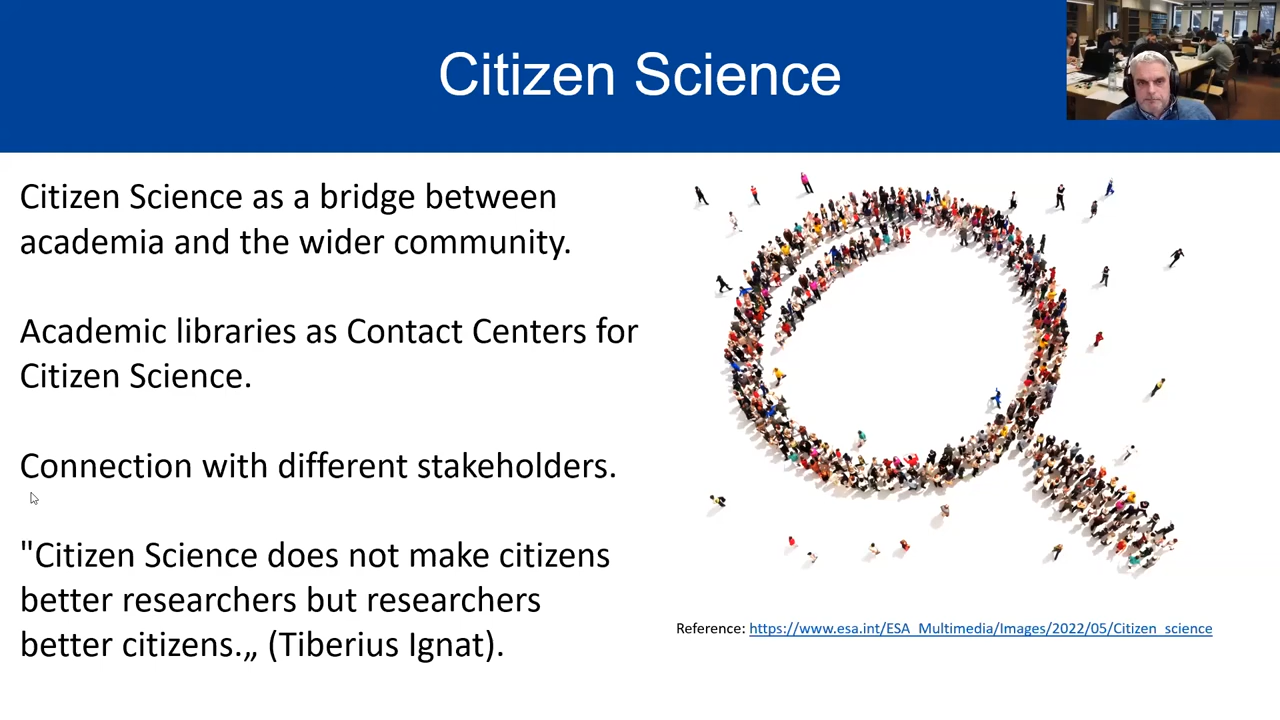 Citizen Science
Citizen Science as a bridge between
academia and the wider community.
Academic libraries as Contact Centers for
Citizen Science.
Connection with different stakeholders.
"Citizen Science does not make citizens
better researchers but researchers
better citizens.„ (Tiberius Ignat).
Reference: https://www.esa.int/ESA_Multimedia/Images/2022/05/Citizen_science